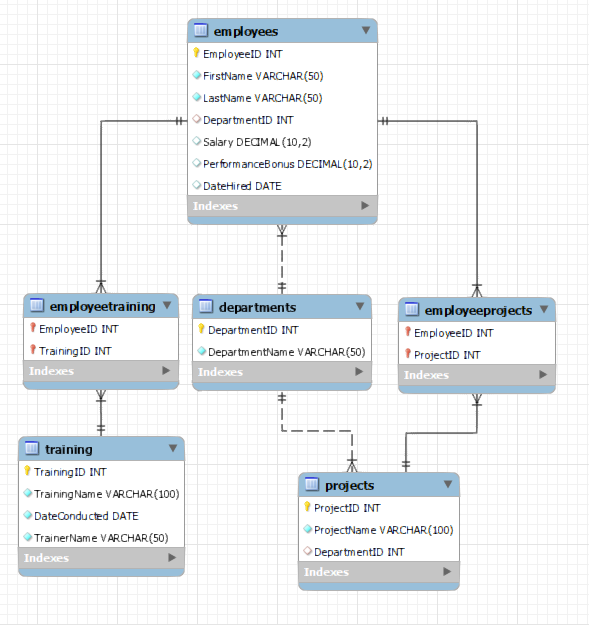 employees
EmployeeID INT
FirstName VARCHAR(50)
LastName VARCHAR(50)
DepartmentID INT
Salary DECIMAL(10,2)
PerformanceBonus DECIMAL(10,2)
DateHired DATE
Indexes
employeetraining
EmployeeID INT
TrainingID INT
Indexes
departments
DepartmentID INT
DepartmentName VARCHAR(50)
Indexes
employeeprojects
EmployeeID INT
ProjectID INT
Indexes
training
TrainingID INT
TrainingName VARCHAR(100)
DateConducted DATE
TrainerName VARCHAR(50)
Indexes
projects
ProjectID INT
ProjectName VARCHAR(100)
DepartmentID INT
Indexes